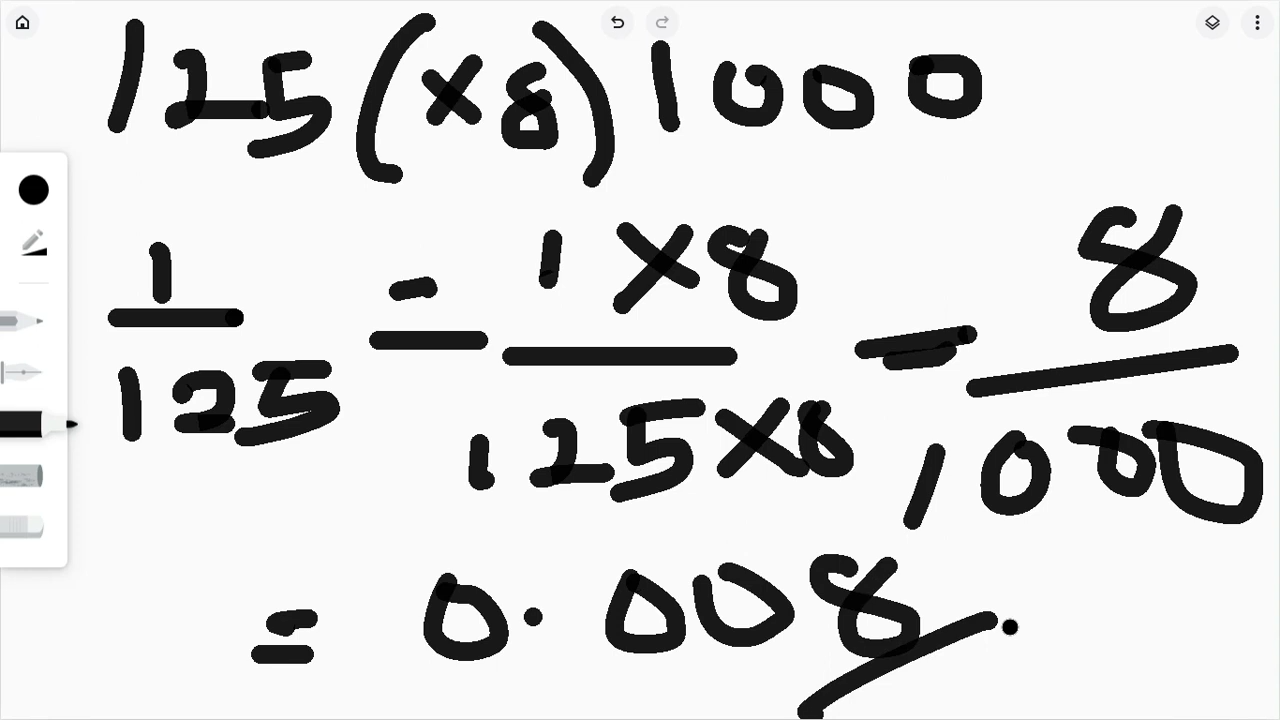 125 (×8) 1000
1/125 = 1×8/125×8 = 8/1000
= 0.008